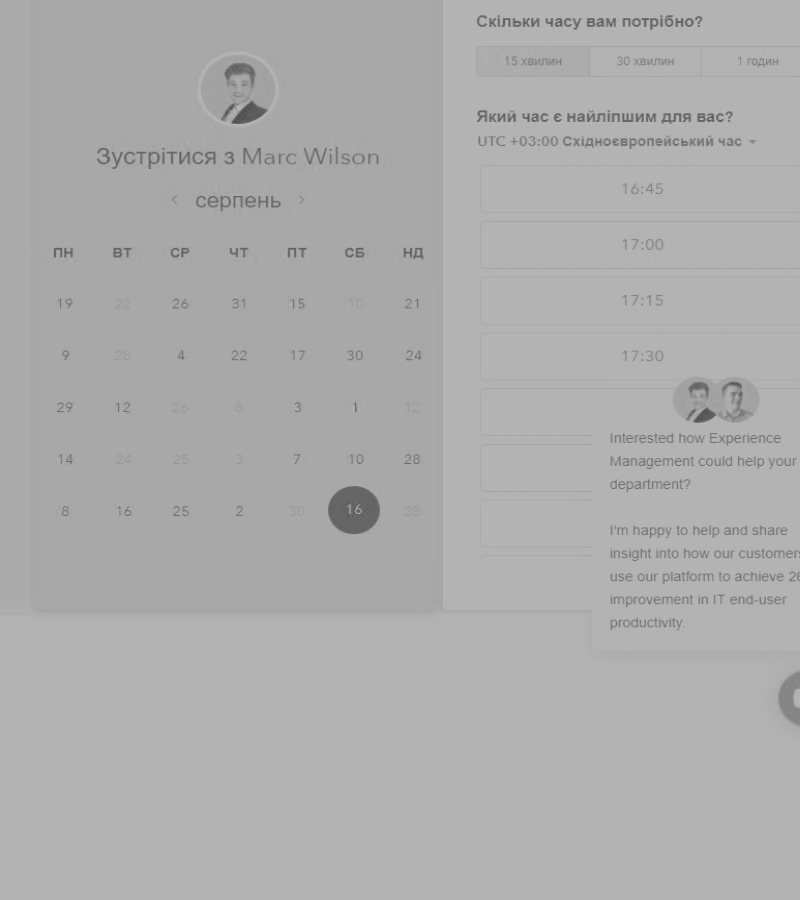 Зустрітися з Marc Wilson
серпень
ПН ВТ СР ЧТ ПТ СБ НД
19 22 26 31 15 10 21
9 28 4 22 17 30 24
29 12 26 8 3 1 12
14 24 25 3 7 10 28
8 16 25 2 30 16 26
Скільки часу вам потрібно?
15 хвилин 30 хвилин 1 годин
Який час є найліпшим для вас?
UTC +03:00 Східноєвропейський час
16:45
17:00
17:15
17:30
Interested how Experience
Management could help your
department?
I'm happy to help and share
insight into how our customers
use our platform to achieve 26
improvement in IT end-user
productivity.